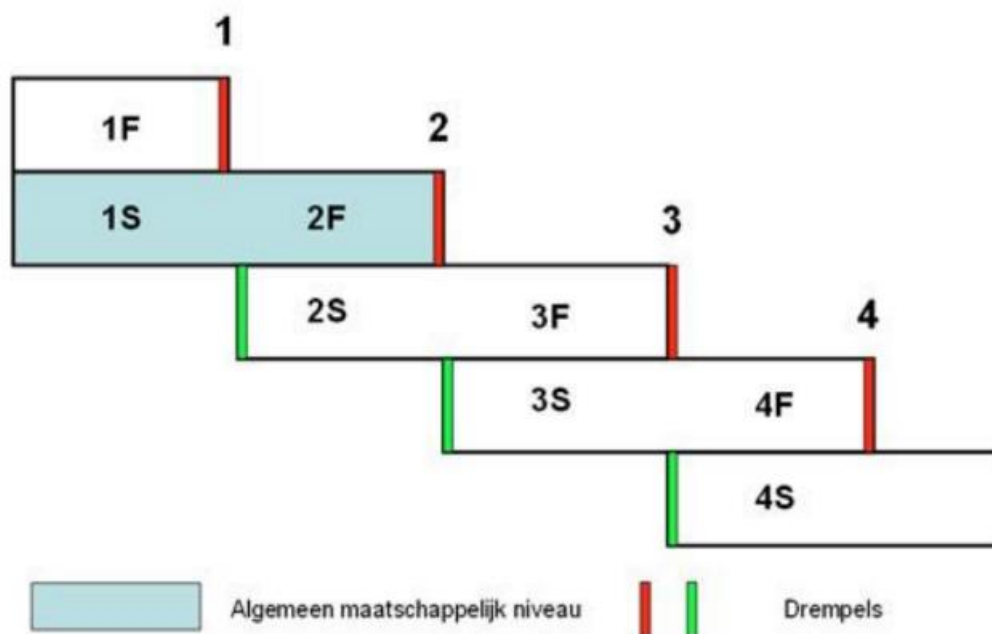 1
1F
2
1S 2F
3
2S 3F
4
3S 4F
4S
Algemeen maatschappelijk niveau
Drempels